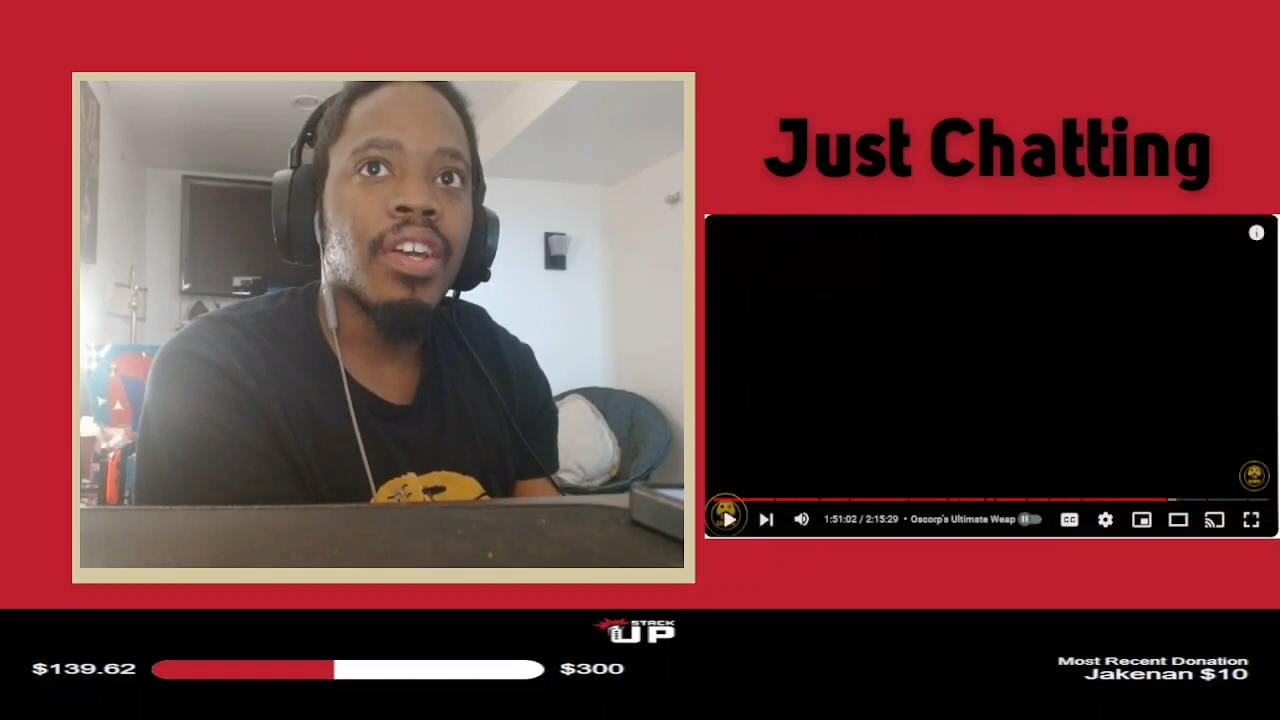 Just Chatting
1:51:02 / 2:15:29 • Oscorp's Ultimate Weap
CC
STACK
UP
$139.62
$300
Most Recent Donation
Jakenan $10